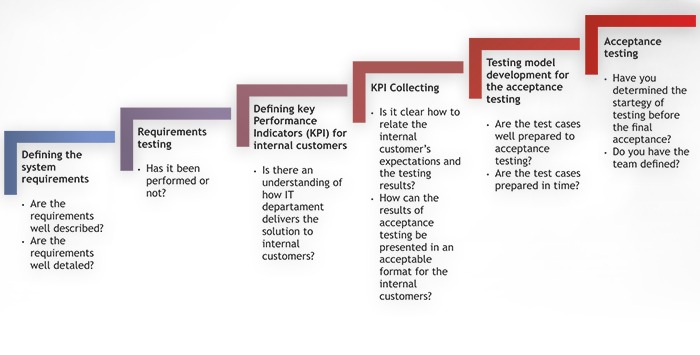 Defining the
system
requirements
· Are the
requirements
well described?
· Are the
requirements
well detaled?
Requirements
testing
· Has it been
performed or
not?
Defining key
Performance
Indicators (KPI) for
internal customers
· Is there an
understanding of
how IT
departament
delivers the
solution to
internal
customers?
KPI Collecting
· Is it clear how to
relate the
internal
customer's
expectations and
the testing
results?
· How can the
results of
acceptance
testing be
presented in an
acceptable
format for the
internal
customers?
Testing model
development for
the acceptance
testing
· Are the test cases
well prepared to
acceptance
testing?
· Are the test cases
prepared in time?
Acceptance
testing
· Have you
determined the
startegy of
testing before
the final
acceptance?
· Do you have the
team defined?